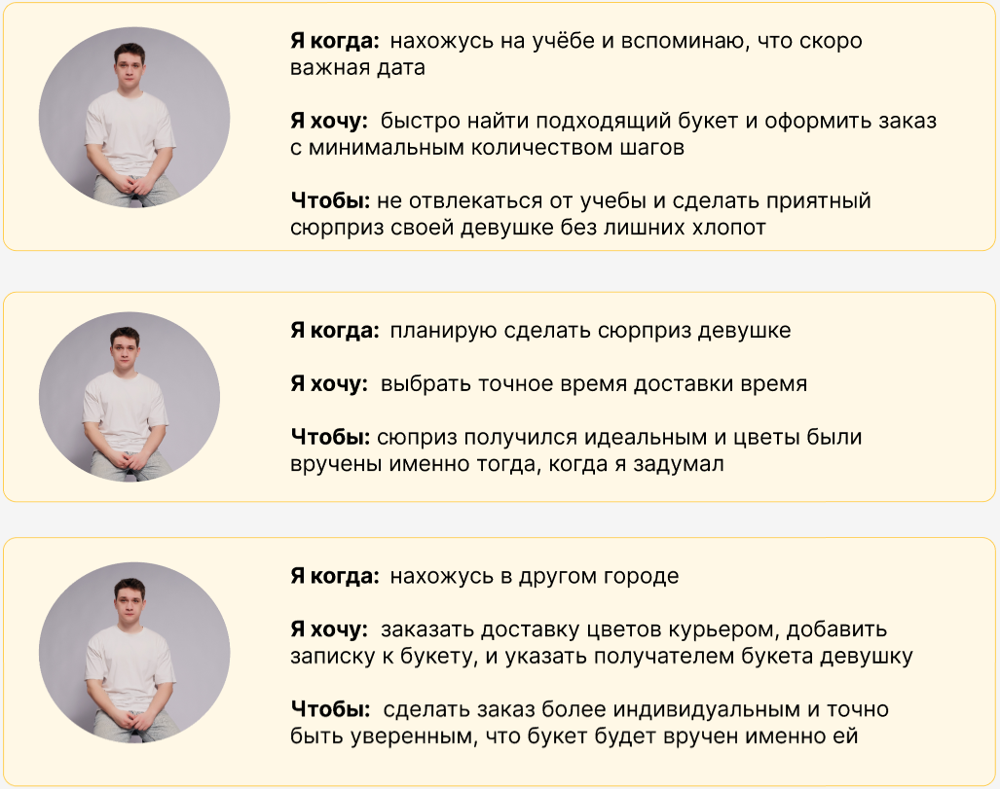 Я когда: нахожусь на учёбе и вспоминаю, что скоро
важная дата
Я хочу: быстро найти подходящий букет и оформить заказ
с минимальным количеством шагов
Чтобы: не отвлекаться от учебы и сделать приятный
сюрприз своей девушке без лишних хлопот
Я когда: планирую сделать сюрприз девушке
Я хочу: выбрать точное время доставки время
Чтобы: сюприз получился идеальным и цветы были
вручены именно тогда, когда я задумал
Я когда: нахожусь в другом городе
Я хочу: заказать доставку цветов курьером, добавить
записку к букету, и указать получателем букета девушку
Чтобы: сделать заказ более индивидуальным и точно
быть уверенным, что букет будет вручен именно ей